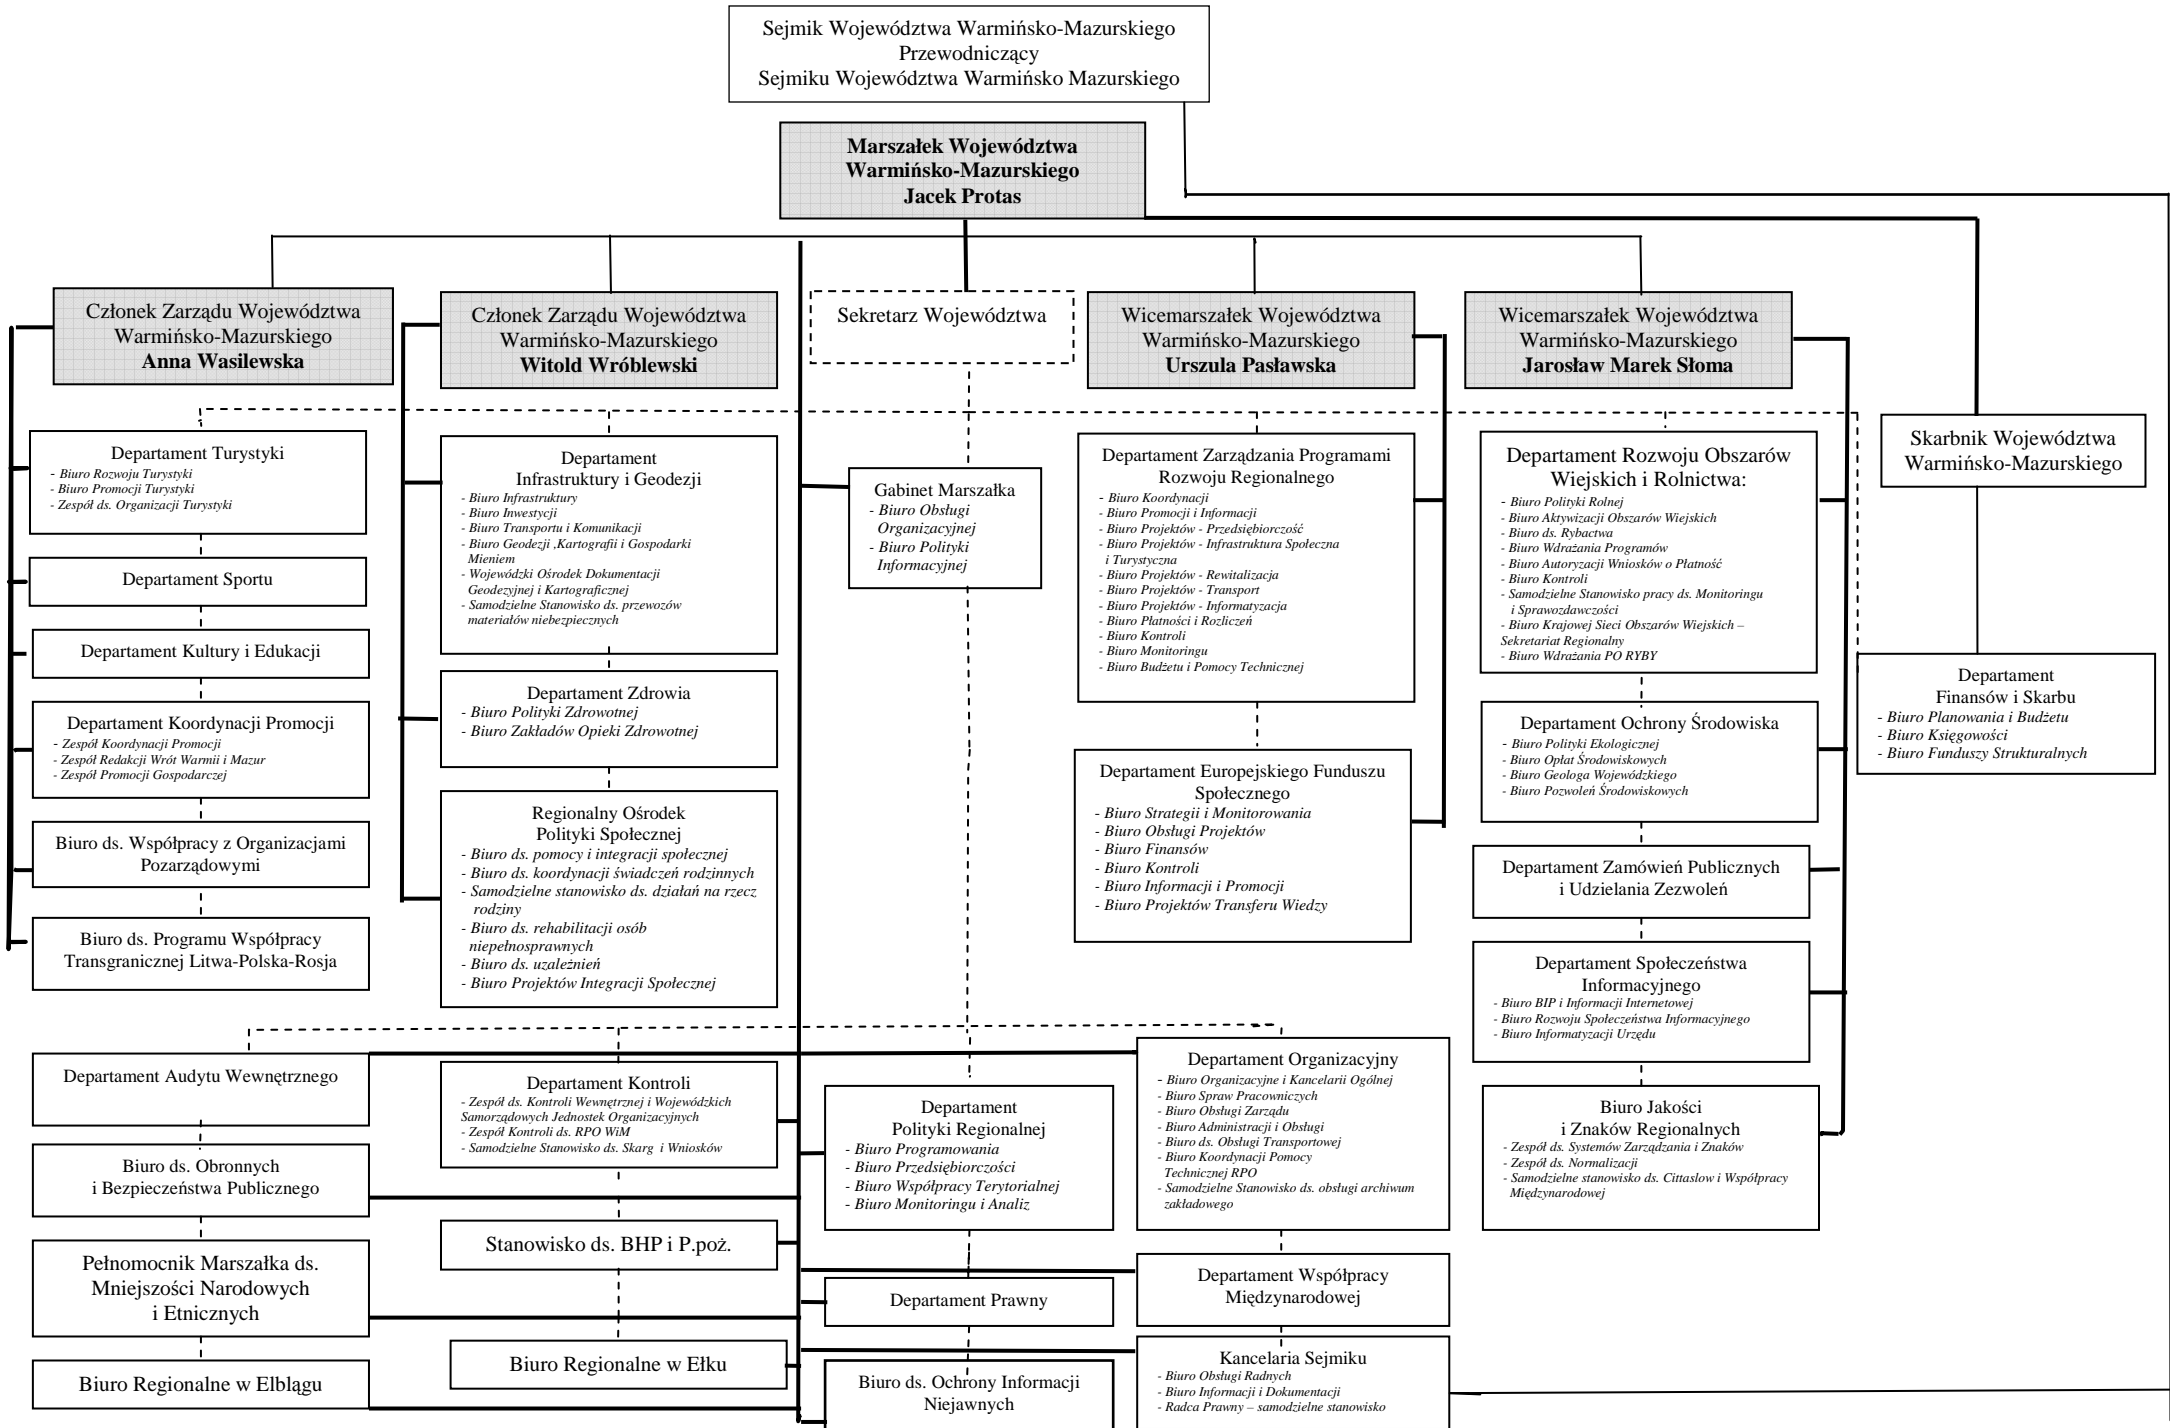 Sejmik Województwa Warmińsko-Mazurskiego
Przewodniczący
Sejmiku Województwa Warmińsko Mazurskiego
Marszałek Województwa
Warmińsko-Mazurskiego
Jacek Protas
Członek Zarządu Województwa
Warmińsko-Mazurskiego
Anna Wasilewska
Członek Zarządu Województwa
Warmińsko-Mazurskiego
Witold Wróblewski
Sekretarz Województwa
Wicemarszałek Województwa
Warmińsko-Mazurskiego
Urszula Pasławska
Wicemarszałek Województwa
Warmińsko-Mazurskiego
Jarosław Marek Słoma
Skarbnik Województwa
Warmińsko-Mazurskiego
Departament Turystyki
- Biuro Rozwoju Turystyki
- Biuro Promocji Turystyki
- Zespół ds. Organizacji Turystyki
Departament Sportu
Departament Kultury i Edukacji
Departament Koordynacji Promocji
- Zespół Koordynacji Promocji
- Zespół Redakcji Wrót Warmii i Mazur
- Zespół Promocji Gospodarczej
Biuro ds. Współpracy z Organizacjami
Pozarządowymi
Biuro ds. Programu Współpracy
Transgranicznej Litwa-Polska-Rosja
Departament
Infrastruktury i Geodezji
- Biuro Infrastruktury
- Biuro Inwestycji
- Biuro Transportu i Komunikacji
- Biuro Geodezji ,Kartografii i Gospodarki
Mieniem
- Wojewódzki Ośrodek Dokumentacji
Geodezyjnej i Kartograficznej
- Samodzielne Stanowisko ds. przewozów
materiałów niebezpiecznych
Departament Zdrowia
- Biuro Polityki Zdrowotnej
- Biuro Zakładów Opieki Zdrowotnej
Regionalny Ośrodek
Polityki Społecznej
- Biuro ds. pomocy i integracji społecznej
- Biuro ds. koordynacji świadczeń rodzinnych
- Samodzielne stanowisko ds. działań na rzecz
rodziny
- Biuro ds. rehabilitacji osób
niepełnosprawnych
- Biuro ds. uzależnień
- Biuro Projektów Integracji Społecznej
Gabinet Marszałka
- Biuro Obsługi
Organizacyjnej
- Biuro Polityki
Informacyjnej
Departament Zarządzania Programami
Rozwoju Regionalnego
- Biuro Koordynacji
- Biuro Promocji i Informacji
- Biuro Projektów - Przedsiębiorczość
- Biuro Projektów - Infrastruktura Społeczna
i Turystyczna
- Biuro Projektów - Rewitalizacja
- Biuro Projektów - Transport
- Biuro Projektów - Informatyzacja
- Biuro Płatności i Rozliczeń
- Biuro Kontroli
- Biuro Monitoringu
- Biuro Budżetu i Pomocy Technicznej
Departament Europejskiego Funduszu
Społecznego
- Biuro Strategii i Monitorowania
- Biuro Obsługi Projektów
- Biuro Finansów
- Biuro Kontroli
- Biuro Informacji i Promocji
- Biuro Projektów Transferu Wiedzy
Departament Rozwoju Obszarów
Wiejskich i Rolnictwa:
- Biuro Polityki Rolnej
- Biuro Aktywizacji Obszarów Wiejskich
- Biuro ds. Rybactwa
- Biuro Wdrażania Programów
- Biuro Autoryzacji Wniosków o Płatność
- Biuro Kontroli
- Samodzielne Stanowisko pracy ds. Monitoringu
i Sprawozdawczości
- Biuro Krajowej Sieci Obszarów Wiejskich –
Sekretariat Regionalny
- Biuro Wdrażania PO RYBY
Departament Ochrony Środowiska
- Biuro Polityki Ekologicznej
- Biuro Opłat Środowiskowych
- Biuro Geologa Wojewódzkiego
- Biuro Pozwoleń Środowiskowych
Departament Zamówień Publicznych
i Udzielania Zezwoleń
Departament Społeczeństwa
Informacyjnego
- Biuro BIP i Informacji Internetowej
- Biuro Rozwoju Społeczeństwa Informacyjnego
- Biuro Informatyzacji Urzędu
Biuro Jakości
i Znaków Regionalnych
- Zespół ds. Systemów Zarządzania i Znaków
- Zespół ds. Normalizacji
- Samodzielne stanowisko ds. Cittaslow i Współpracy
Międzynarodowej
Departament
Finansów i Skarbu
- Biuro Planowania i Budżetu
- Biuro Księgowości
- Biuro Funduszy Strukturalnych
Departament Audytu Wewnętrznego
Biuro ds. Obronnych
i Bezpieczeństwa Publicznego
Pełnomocnik Marszałka ds.
Mniejszości Narodowych
i Etnicznych
Biuro Regionalne w Elblągu
Departament Kontroli
- Zespół ds. Kontroli Wewnętrznej i Wojewódzkich
Samorządowych Jednostek Organizacyjnych
- Zespół Kontroli ds. RPO WiM
- Samodzielne Stanowisko ds. Skarg i Wniosków
Stanowisko ds. BHP i P.poż.
Biuro Regionalne w Ełku
Departament
Polityki Regionalnej
- Biuro Programowania
- Biuro Przedsiębiorczości
- Biuro Współpracy Terytorialnej
- Biuro Monitoringu i Analiz
Departament Prawny
Biuro ds. Ochrony Informacji
Niejawnych
Departament Organizacyjny
- Biuro Organizacyjne i Kancelarii Ogólnej
- Biuro Spraw Pracowniczych
- Biuro Obsługi Zarządu
- Biuro Administracji i Obsługi
- Biuro ds. Obsługi Transportowej
- Biuro Koordynacji Pomocy
Technicznej RPO
- Samodzielne Stanowisko ds. obsługi archiwum
zakładowego
Departament Współpracy
Międzynarodowej
Kancelaria Sejmiku
- Biuro Obsługi Radnych
- Biuro Informacji i Dokumentacji
- Radca Prawny – samodzielne stanowisko